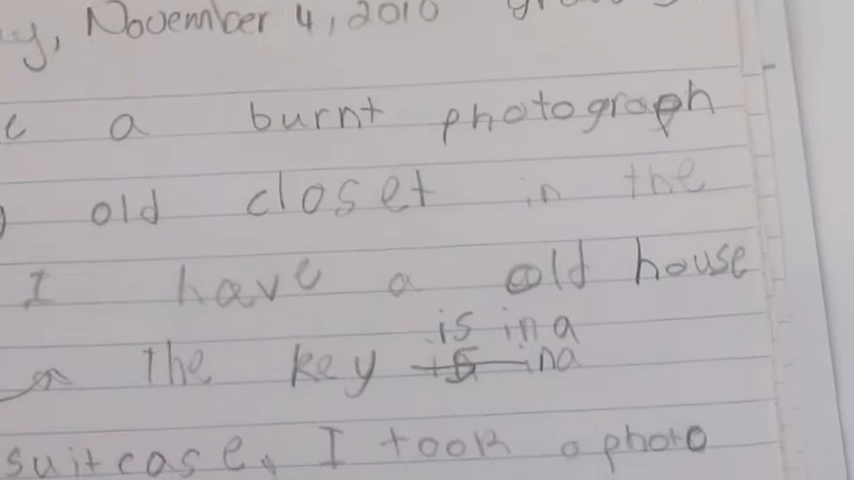 November 4, 2010
a burnt photograph
old closet in the
I have a old house
is in a
The key
suitcase. I took a photo